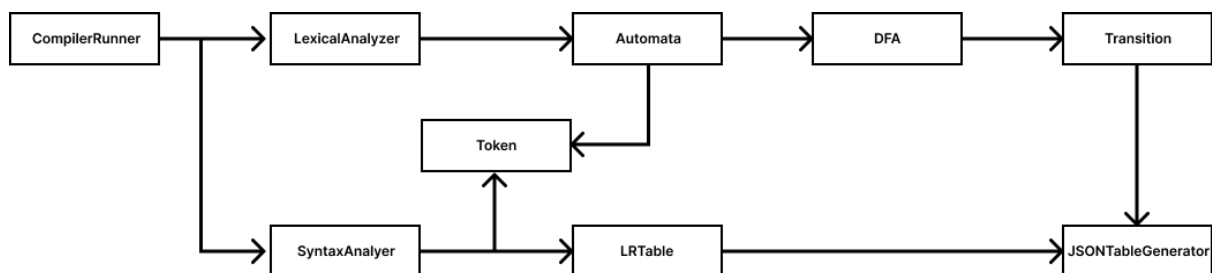 CompilerRunner
LexicalAnalyzer
Automata
DFA
Transition
Token
SyntaxAnalyer
LRTable
JSONTableGenerator